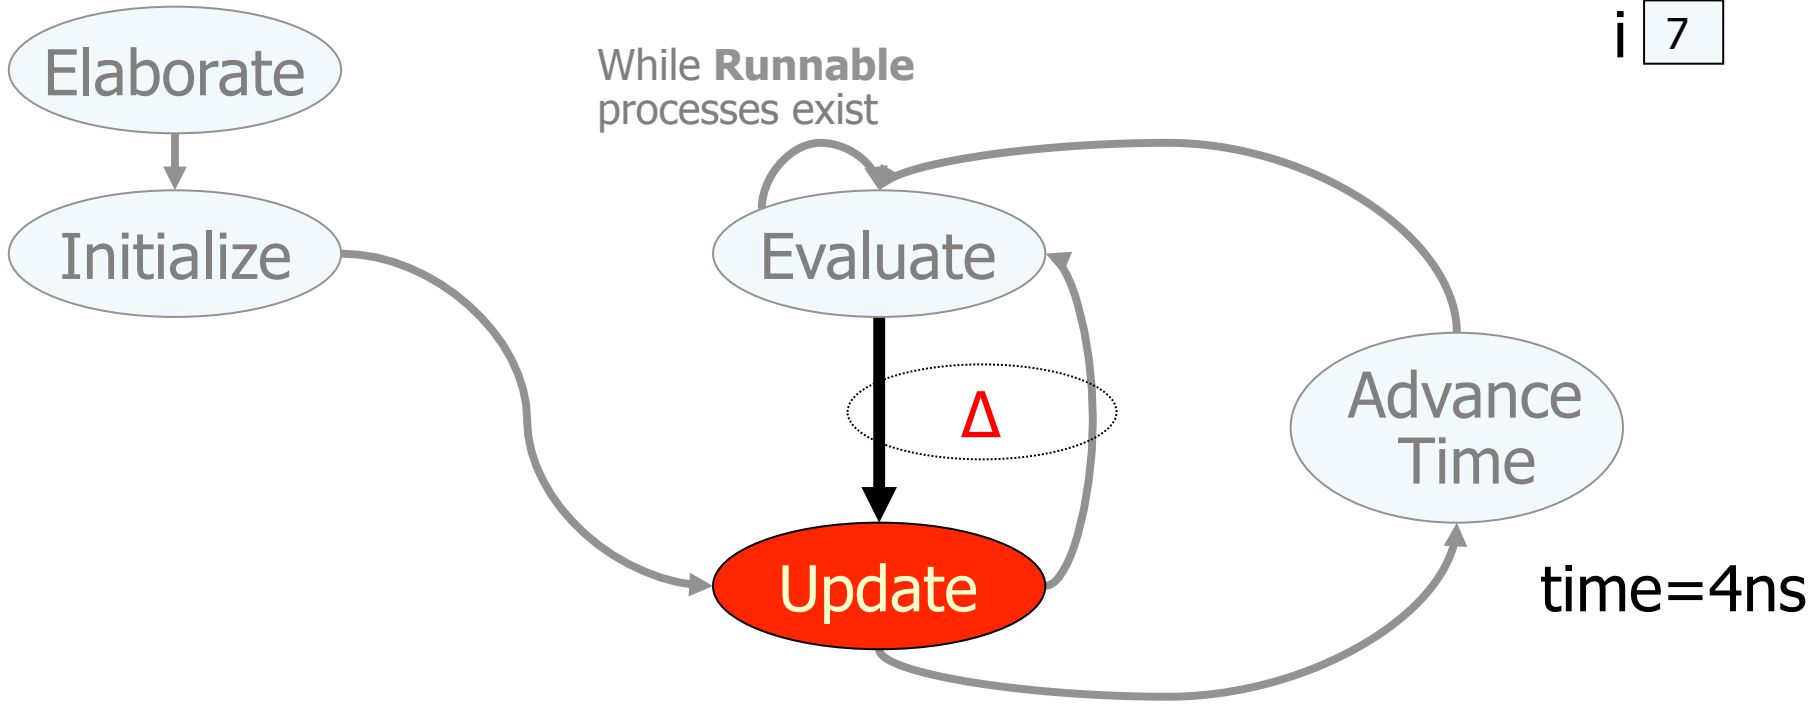 i 7
Elaborate
While Runnable
processes exist
Initialize
Evaluate
Δ
Advance
Time
Update
time=4ns